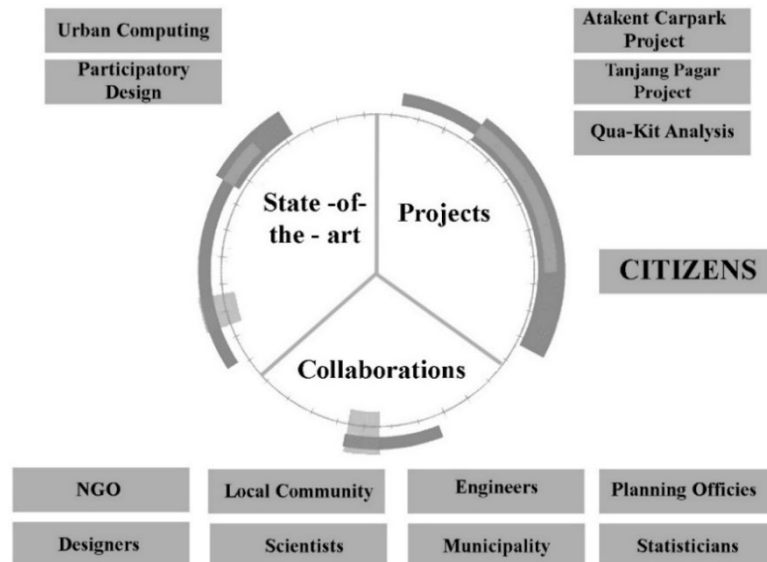 Urban Computing
Participatory
Design
Atakent Carpark
Project
Tanjang Pagar
Project
Qua-Kit Analysis
State -of-
the - art
Projects
CITIZENS
Collaborations
NGO
Local Community
Engineers
Planning Officies
Designers
Scientists
Municipality
Statisticians